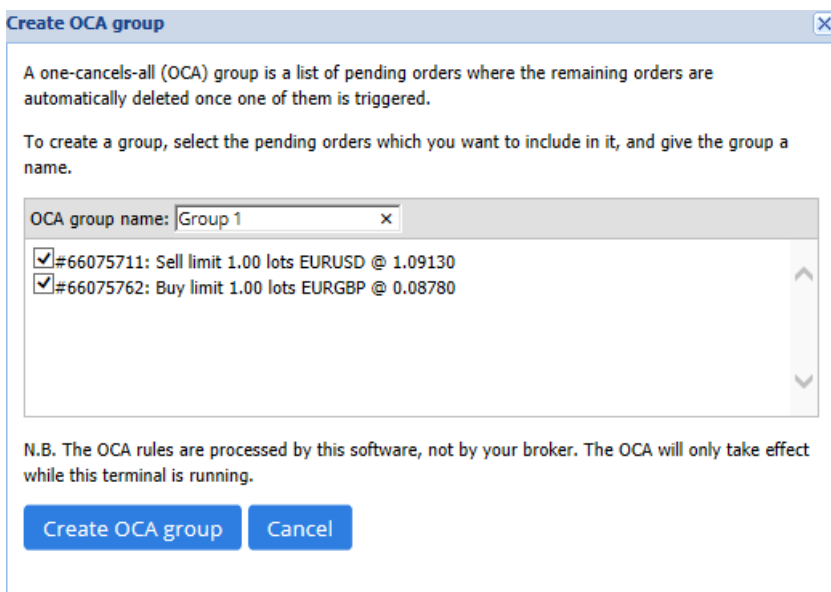 Create OCA group
A one-cancels-all (OCA) group is a list of pending orders where the remaining orders are
automatically deleted once one of them is triggered.
To create a group, select the pending orders which you want to include in it, and give the group a
name.
OCA group name: Group 1
#66075711: Sell limit 1.00 lots EURUSD @ 1.09130
#66075762: Buy limit 1.00 lots EURGBP @ 0.08780
N.B. The OCA rules are processed by this software, not by your broker. The OCA will only take effect
while this terminal is running.
Create OCA group Cancel